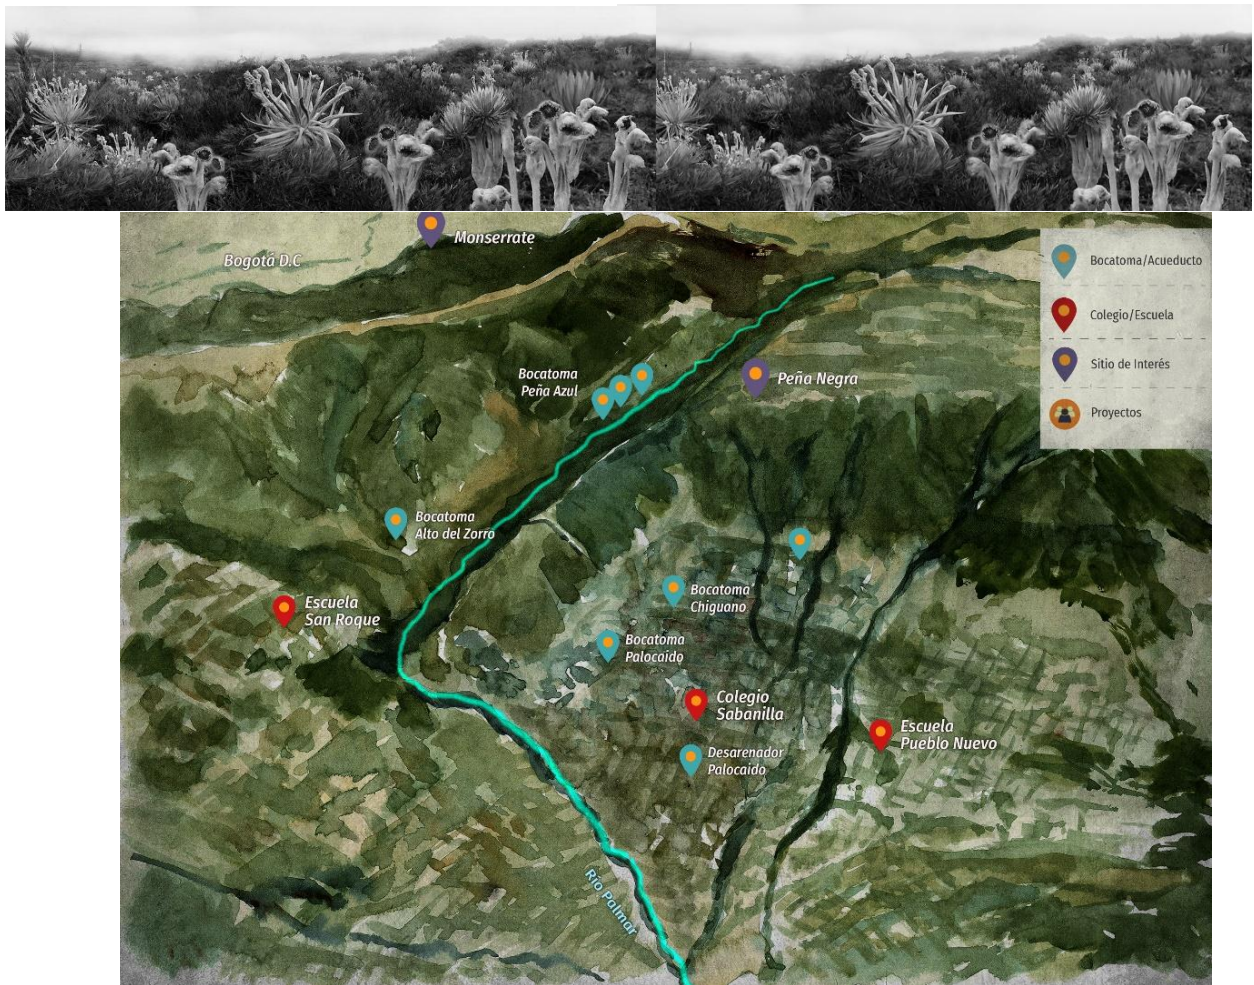 Monserrate
Bogotá D.C
Bocatoma/Acueducto
Colegio/Escuela
Sitio de Interés
Proyectos
Bocatoma
Peña Azul
Peña Negra
Bocatoma
Alto del Zorro
Bocatoma
Chiguano
Escuela
San Roque
Bocatoma
Palocaido
Colegio
Sabanilla
Escuela
Pueblo Nuevo
Desarenador
Palocaido
Río Palmar